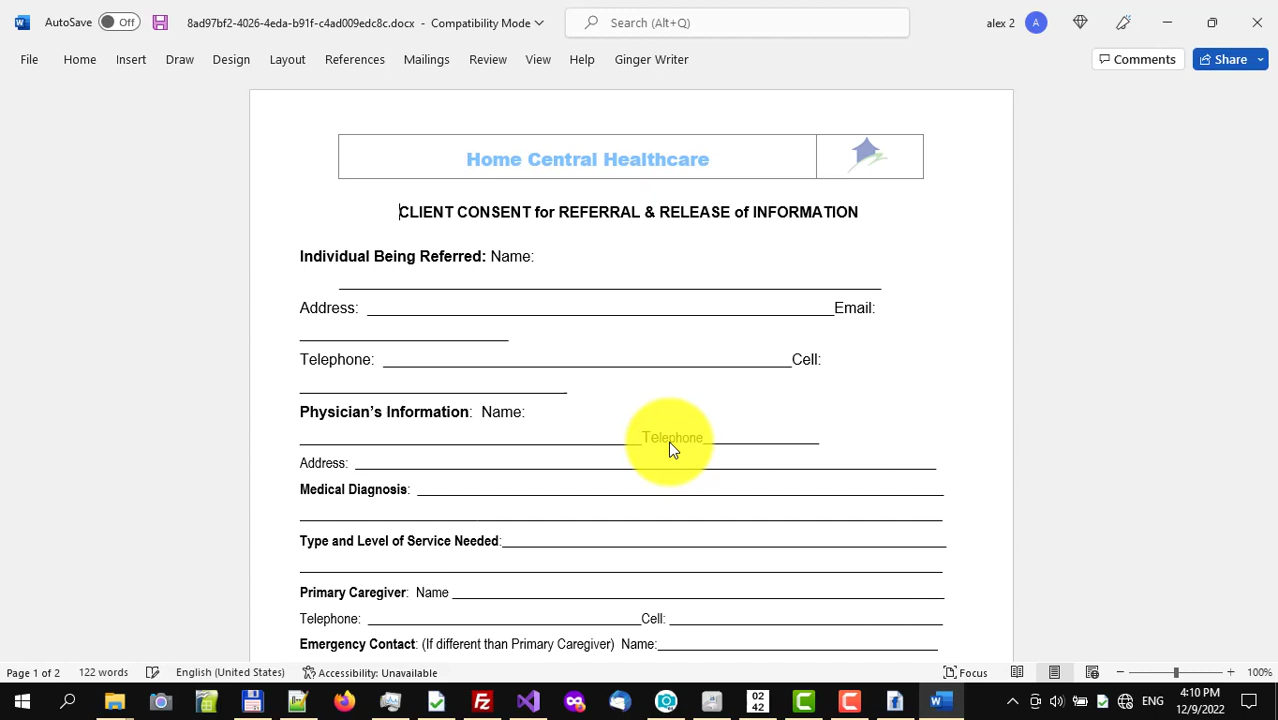 AutoSave Off 8ad97bf2-4026-4eda-b91f-c4ad009edc8c.docx - Compatibility Mode Search (Alt+Q) alex 2 A
File Home Insert Draw Design Layout References Mailings Review View Help Ginger Writer Comments Share
Home Central Healthcare
CLIENT CONSENT for REFERRAL & RELEASE of INFORMATION
Individual Being Referred: Name:
Address: Email:
Telephone: Cell:
Physician's Information: Name:
Telephone
Address:
Medical Diagnosis:
Type and Level of Service Needed:
Primary Caregiver: Name
Telephone: Cell:
Emergency Contact: (If different than Primary Caregiver) Name:
Page 1 of 2 122 words English (United States) Accessibility: Unavailable Focus 100%
02
42
ENG
4:10 PM
12/9/2022